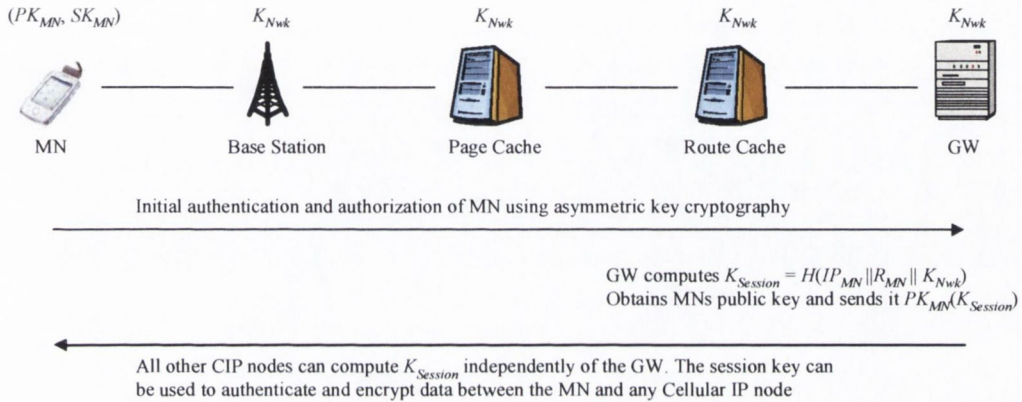 (PK_MN, SK_MN) K_Nwk K_Nwk K_Nwk K_Nwk
MN Base Station Page Cache Route Cache GW
Initial authentication and authorization of MN using asymmetric key cryptography
GW computes K_Session = H(IP_MN || R_MN || K_Nwk)
Obtains MNs public key and sends it PK_MN(K_Session)
All other CIP nodes can compute K_Session independently of the GW. The session key can
be used to authenticate and encrypt data between the MN and any Cellular IP node